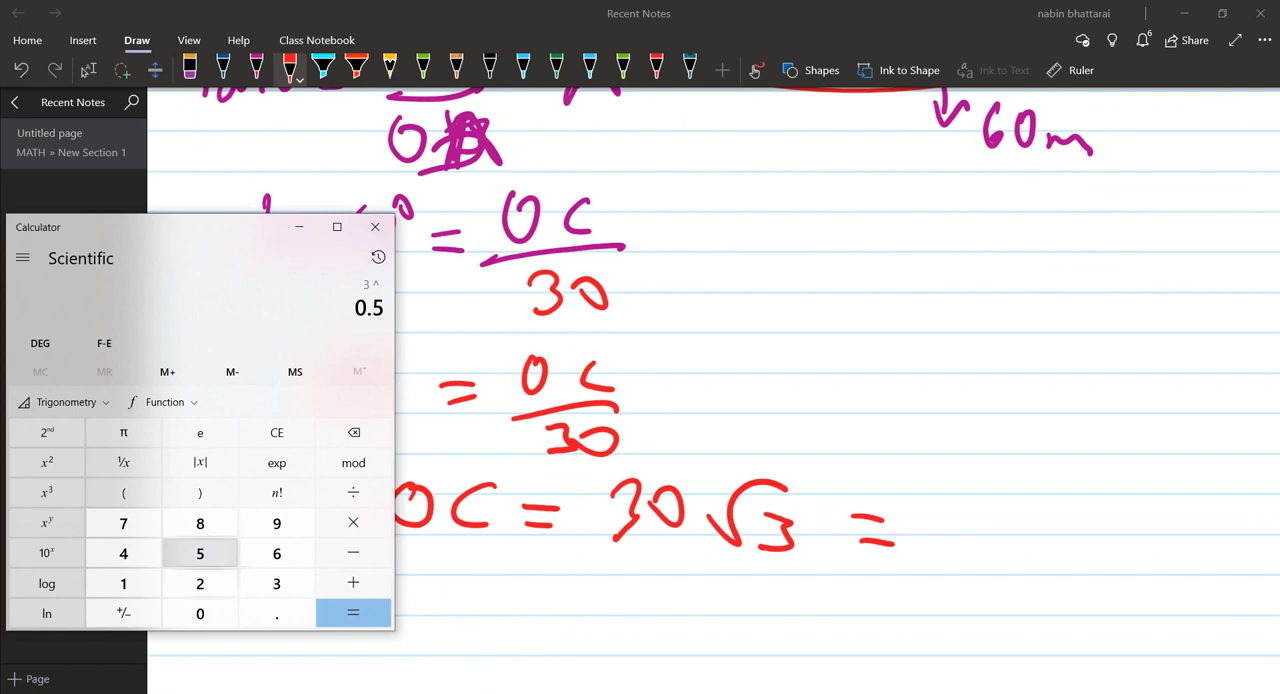 Recent Notes
nabin bhattarai
Home Insert Draw View Help Class Notebook
Share
Shapes Ink to Shape Ink to Text Ruler
Recent Notes
Untitled page
MATH » New Section 1
60m
0
= OC
30
= OC
30
OC = 30 √3 =
Calculator
Scientific
3 ^
0.5
DEG F-E
MC MR M+ M- MS
Trigonometry f Function
2nd π e CE
x² ¹/x |x| exp mod
x³ ( ) n! ÷
xʸ 7 8 9 ×
10ˣ 4 5 6 −
log 1 2 3 +
ln +/− 0 . =
+ Page